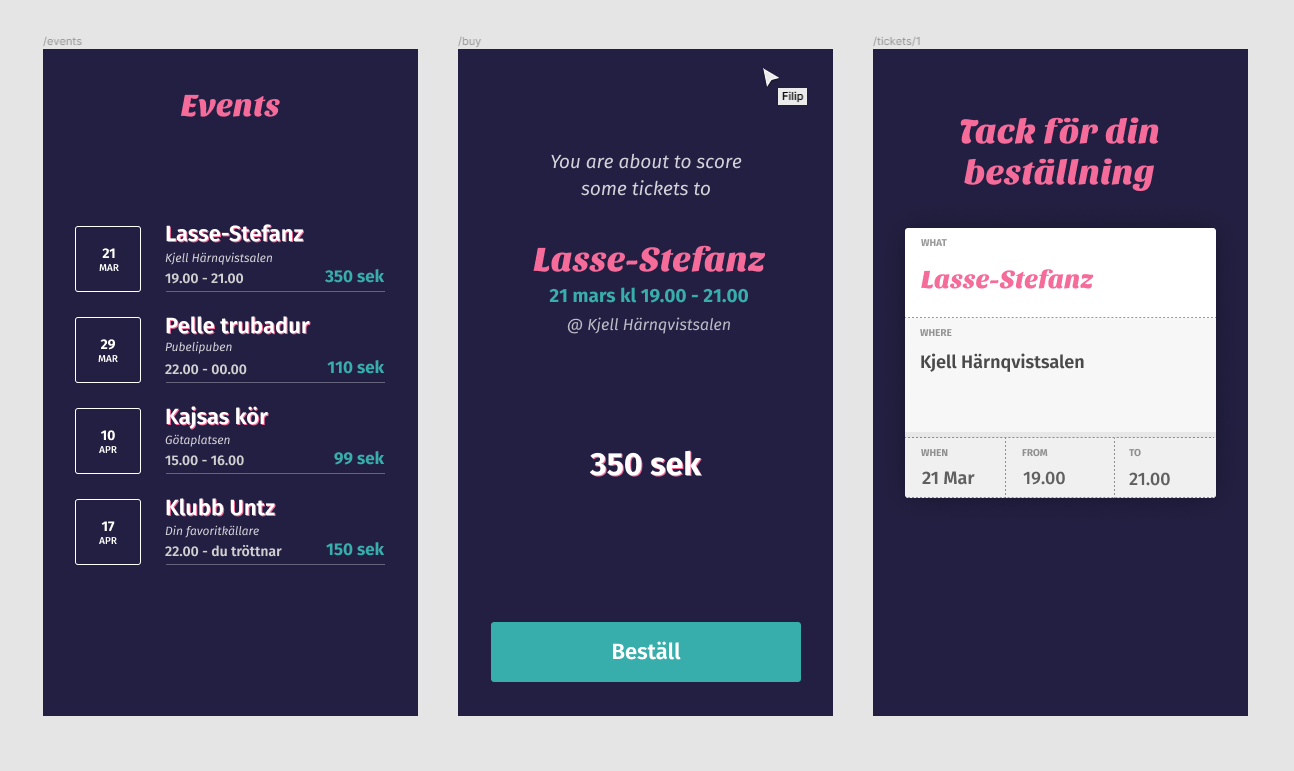 /events
Events
21
MAR
Lasse-Stefanz
Kjell Härnqvistsalen
19.00 - 21.00
350 sek
29
MAR
Pelle trubadur
Pubelipuben
22.00 - 00.00
110 sek
10
APR
Kajsas kör
Götaplatsen
15.00 - 16.00
99 sek
17
APR
Klubb Untz
Din favoritkällare
22.00 - du tröttnar
150 sek
/buy
Filip
You are about to score
some tickets to
Lasse-Stefanz
21 mars kl 19.00 - 21.00
@ Kjell Härnqvistsalen
350 sek
Beställ
/tickets/1
Tack för din
beställning
WHAT
Lasse-Stefanz
WHERE
Kjell Härnqvistsalen
WHEN
21 Mar
FROM
19.00
TO
21.00